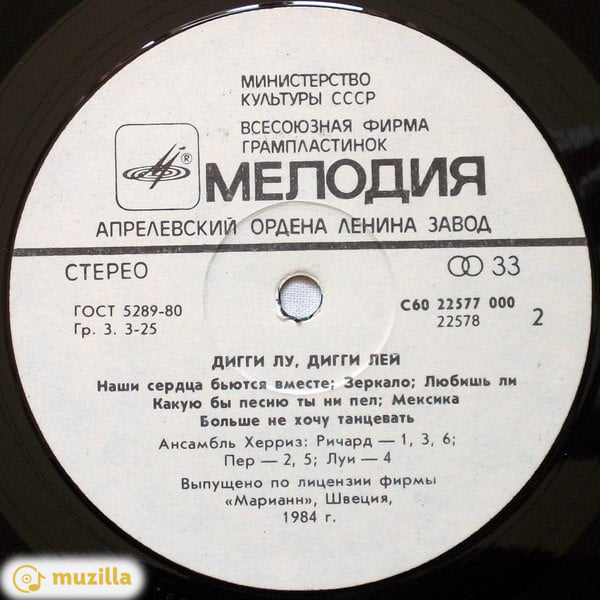 МИНИСТЕРСТВО
КУЛЬТУРЫ СССР
ВСЕСОЮЗНАЯ ФИРМА
ГРАМПЛАСТИНОК
® МЕЛОДИЯ
АПРЕЛЕВСКИЙ ОРДЕНА ЛЕНИНА ЗАВОД
СТЕРЕО 33
ГОСТ 5289-80 С60 22577 000
Гр. 3. 3-25 22578 2
ДИГГИ ЛУ, ДИГГИ ЛЕЙ
Наши сердца бьются вместе; Зеркало; Любишь ли
Какую бы песню ты ни пел; Мексика
Больше не хочу танцевать
Ансамбль Херриз: Ричард — 1, 3, 6;
Пер — 2, 5; Луи — 4
Выпущено по лицензии фирмы
«Марианн», Швеция,
1984 г.
muzilla